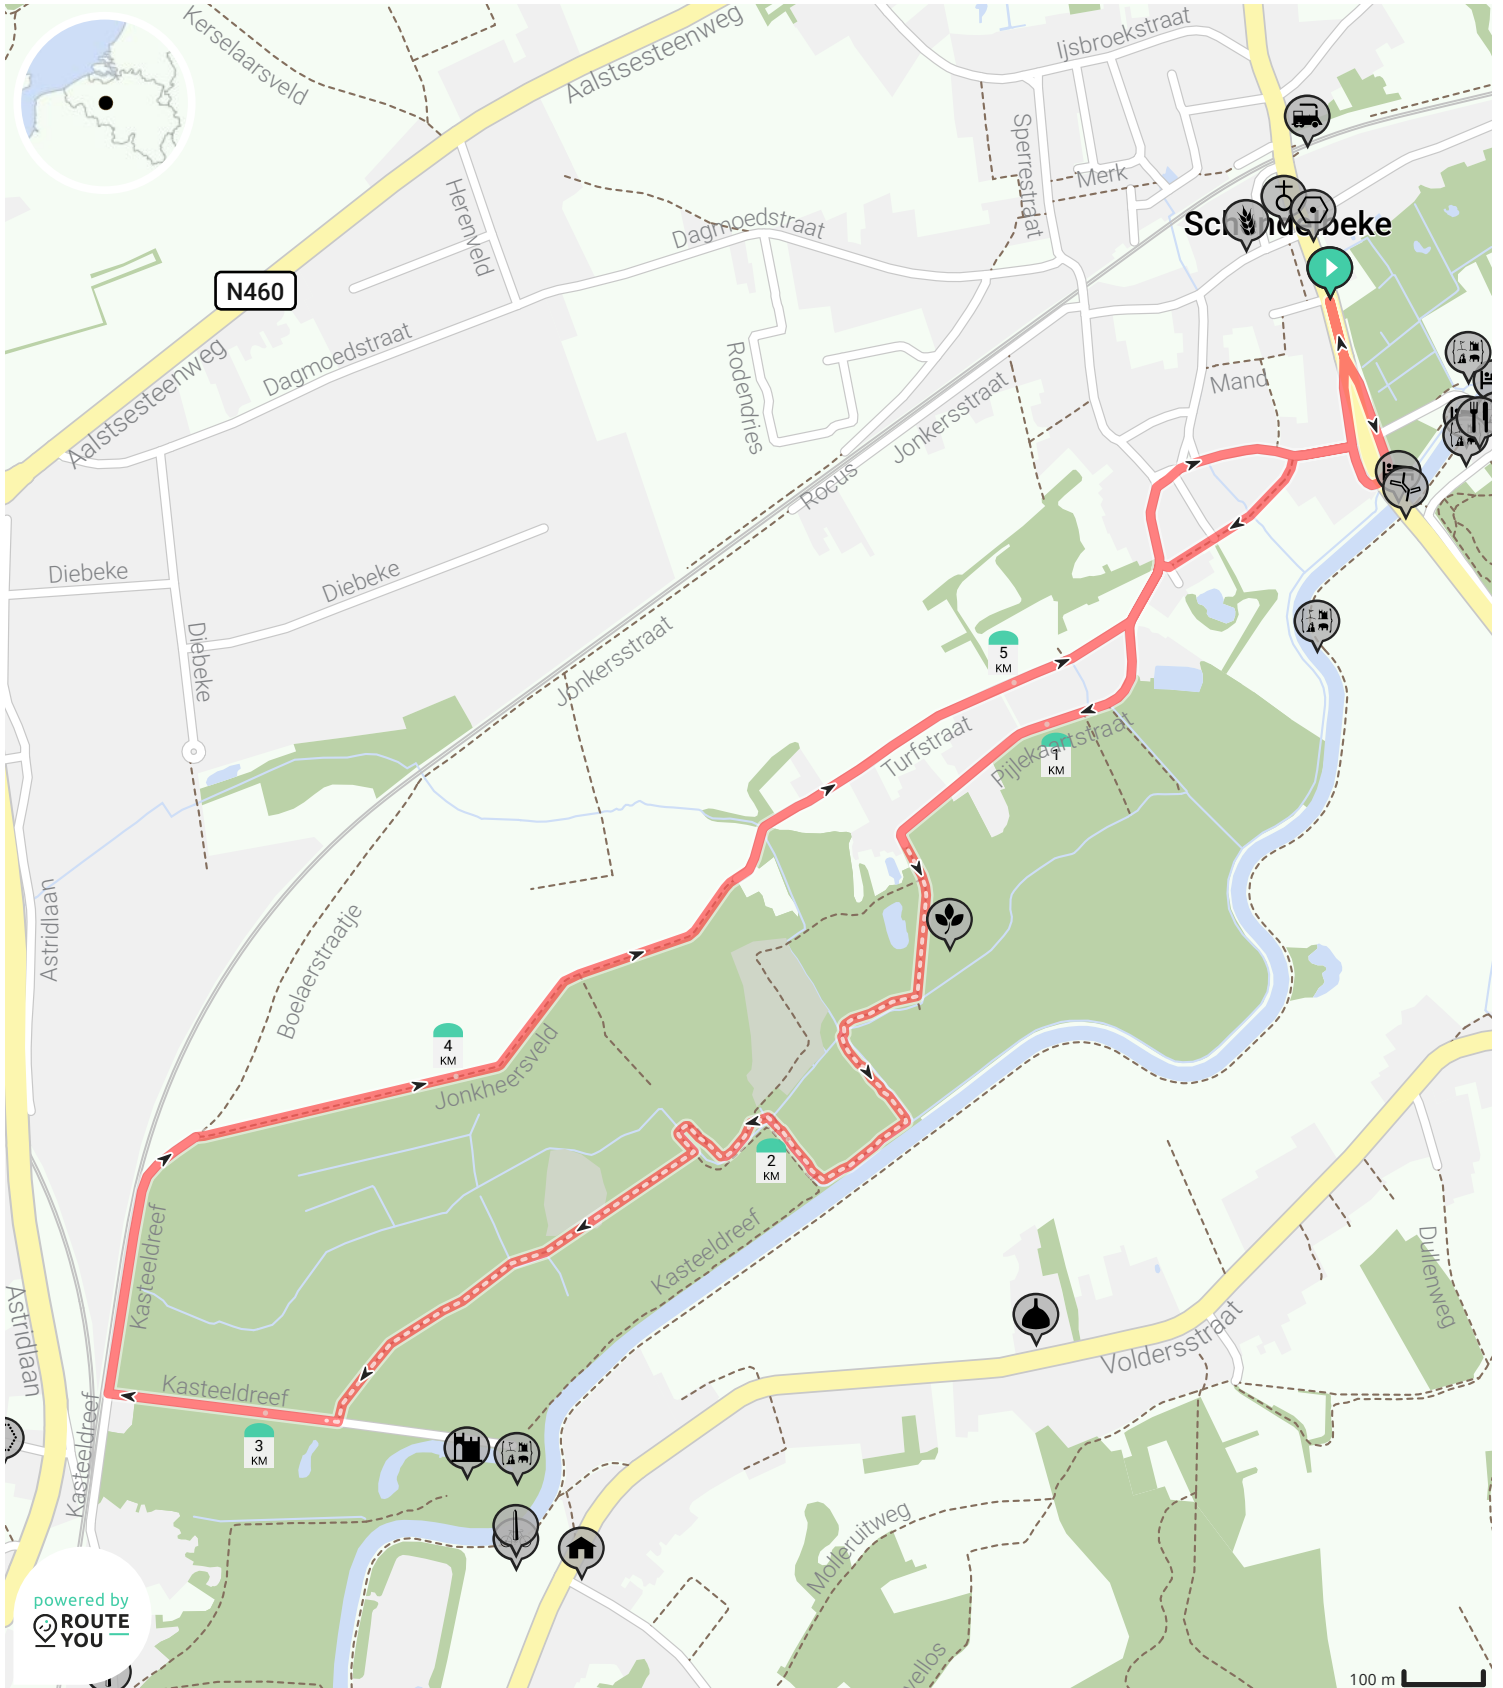 Kerselaarsveld
Aalstsesteenweg
Ijsbroekstraat
Sperrestraat
Merk
Herenveld
Dagmoedstraat
N460
Aalstsesteenweg
Dagmoedstraat
Rodendries
Jonkersstraat
Mand
Rocus
Diebeke
Diebeke
Diebeke
Jonkersstraat
5
KM
Turfstraat
Pijlekaartstraat
1
KM
Astridlaan
Boelaerstraatje
4
KM
Jonkheersveld
2
KM
Kasteeldreef
Kasteeldreef
Astridlaan
Kasteeldreef
Kasteeldreef
3
KM
Voldersstraat
Dullenweg
Molleruitweg
powered by
ROUTE
YOU
100 m